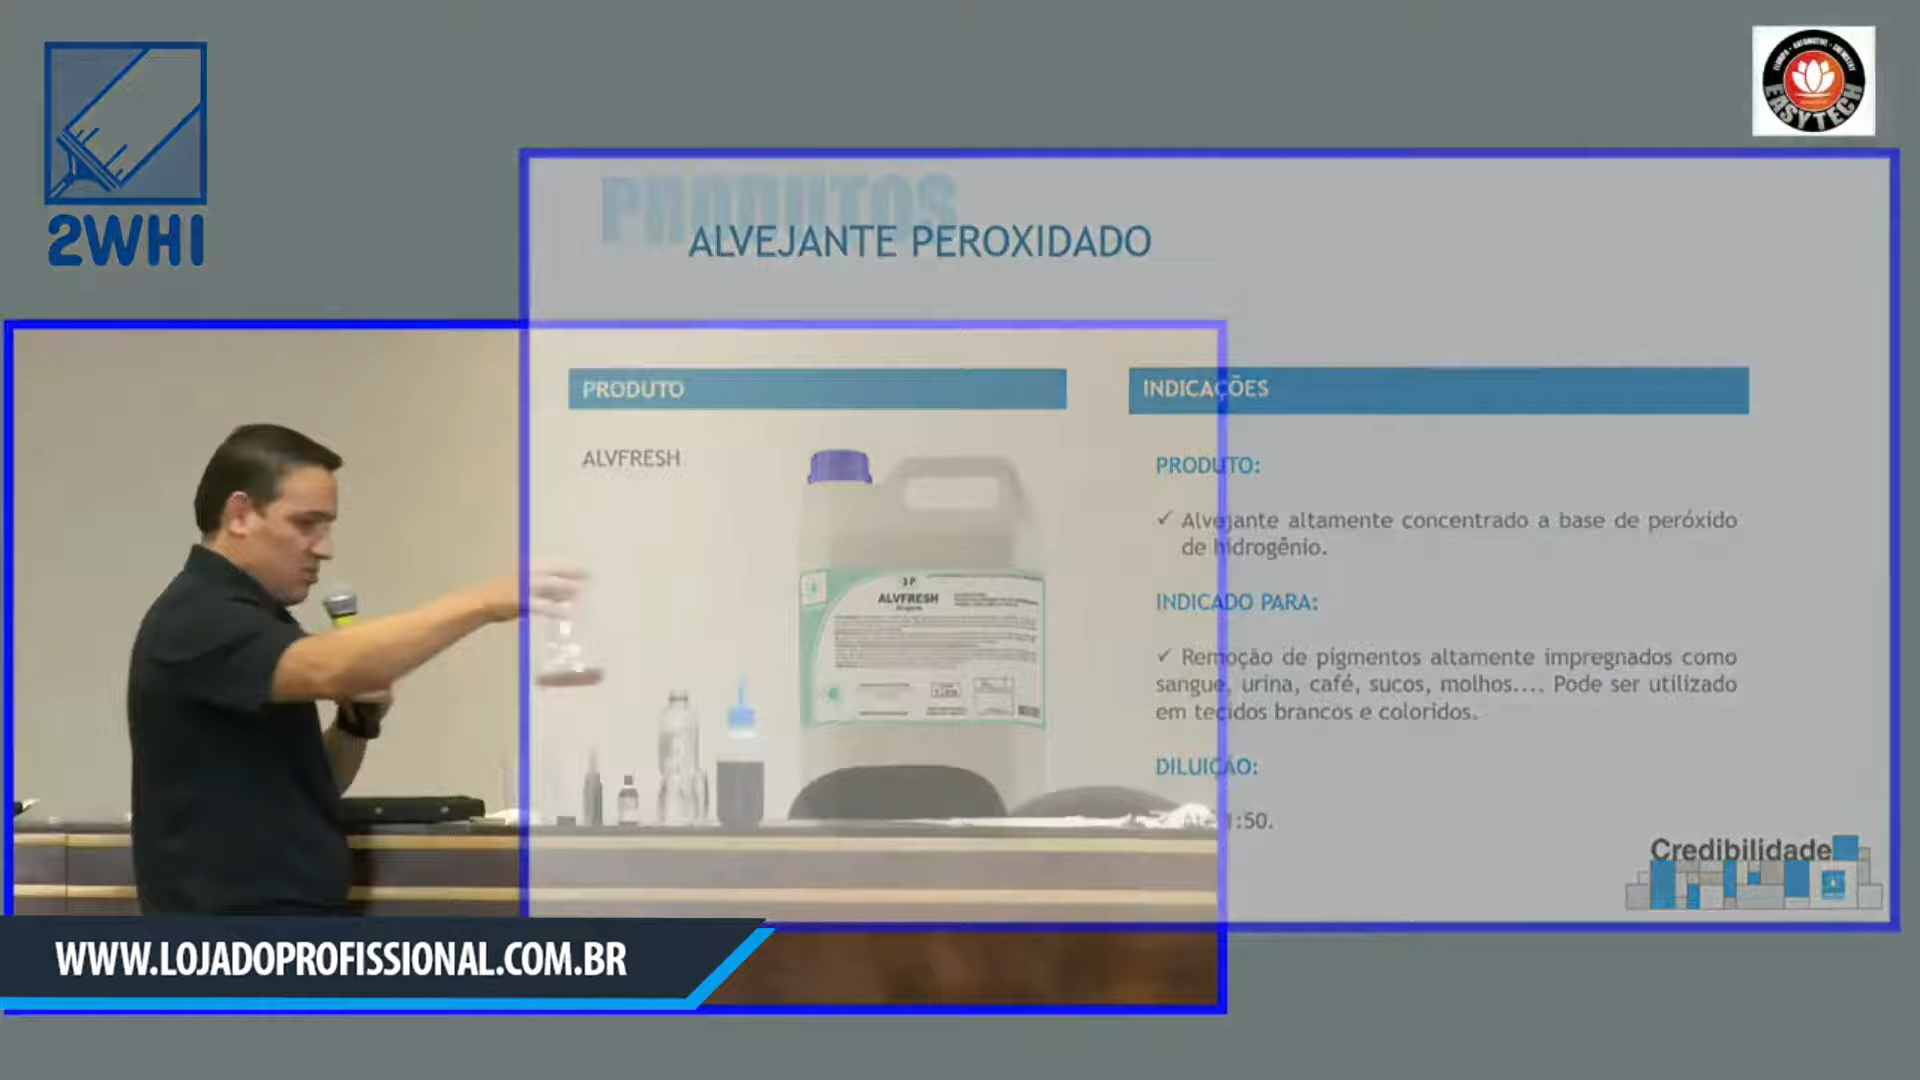 2WHI
EASYTECH
PRODUTOS
ALVEJANTE PEROXIDADO
PRODUTO
ALVFRESH
ALVFRESH
INDICAÇÕES
PRODUTO:
✓ Alvejante altamente concentrado a base de peróxido
de hidrogênio.
INDICADO PARA:
✓ Remoção de pigmentos altamente impregnados como
sangue, urina, café, sucos, molhos.... Pode ser utilizado
em tecidos brancos e coloridos.
DILUIÇÃO:
1:50.
Credibilidade
WWW.LOJADOPROFISSIONAL.COM.BR